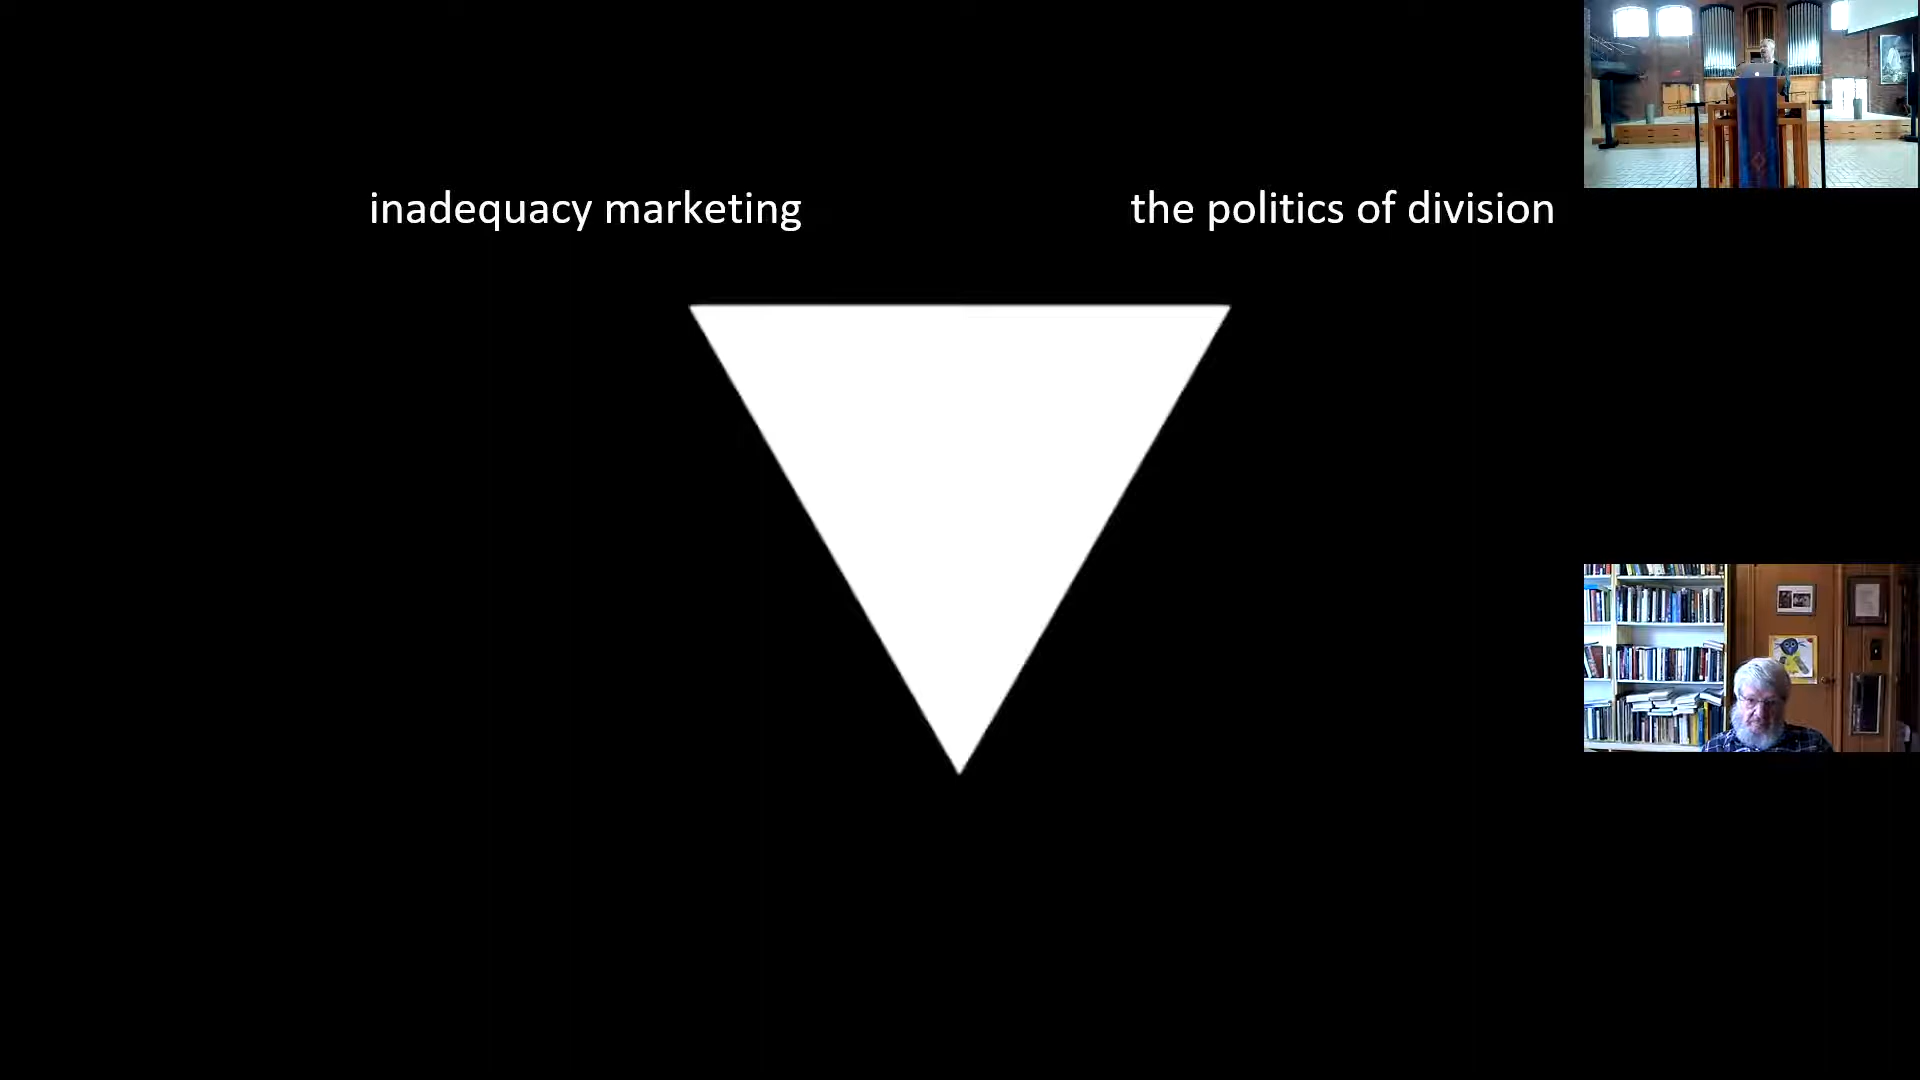 inadequacy marketing
the politics of division